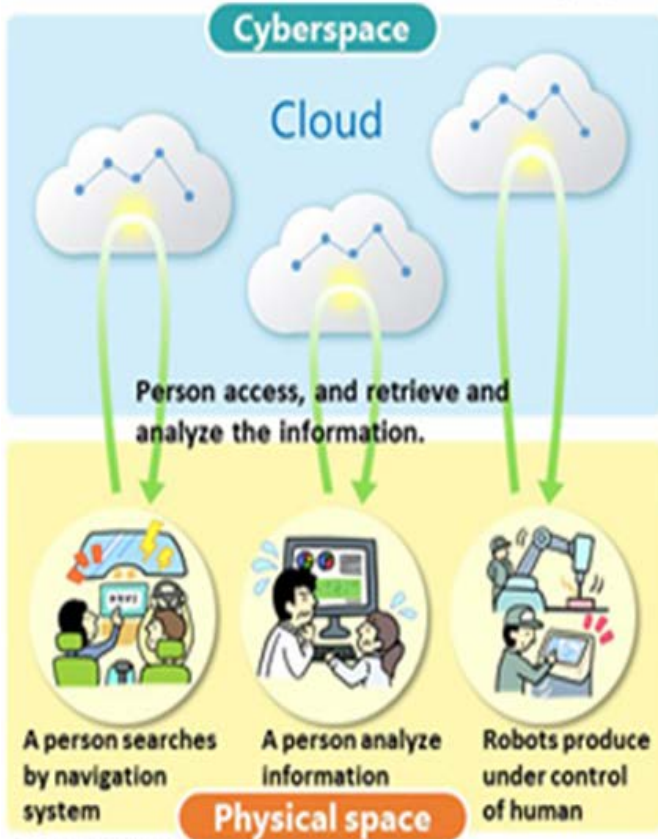 Cyberspace
Cloud
Person access, and retrieve and
analyze the information.
A person searches
by navigation
system
A person analyze
information
Robots produce
under control
of human
Physical space